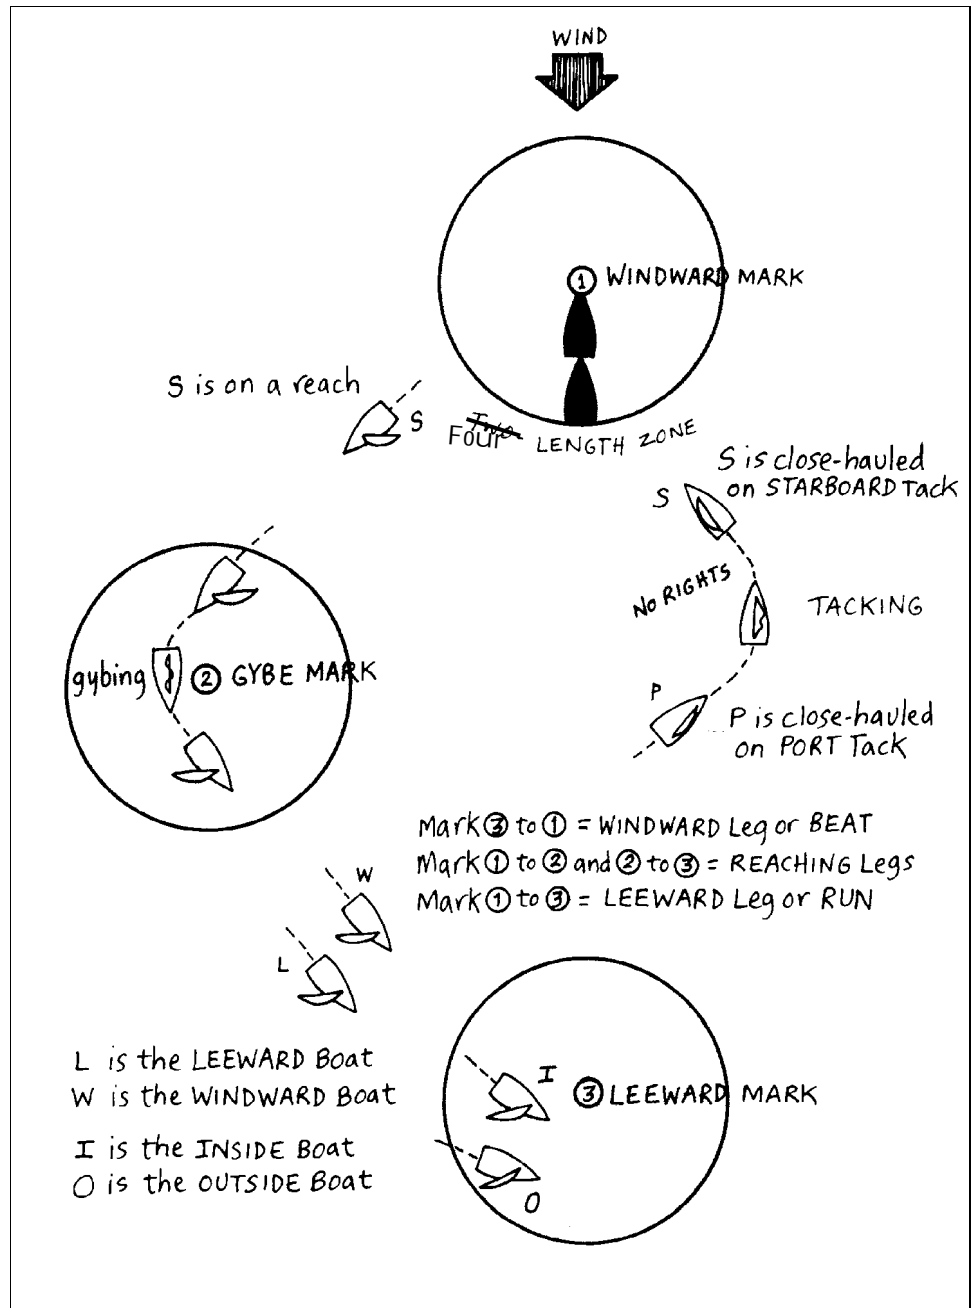 WIND
① WINDWARD MARK
S is on a reach
S
Two
Four LENGTH ZONE
S is close-hauled
on STARBOARD Tack
S
NO RIGHTS
TACKING
gybing ② GYBE MARK
P
P is close-hauled
on PORT Tack
Mark ③ to ① = WINDWARD Leg or BEAT
Mark ① to ② and ② to ③ = REACHING Legs
Mark ① to ③ = LEEWARD Leg or RUN
W
L
L is the LEEWARD Boat
W is the WINDWARD Boat
I is the INSIDE Boat
O is the OUTSIDE Boat
I
③ LEEWARD MARK
O